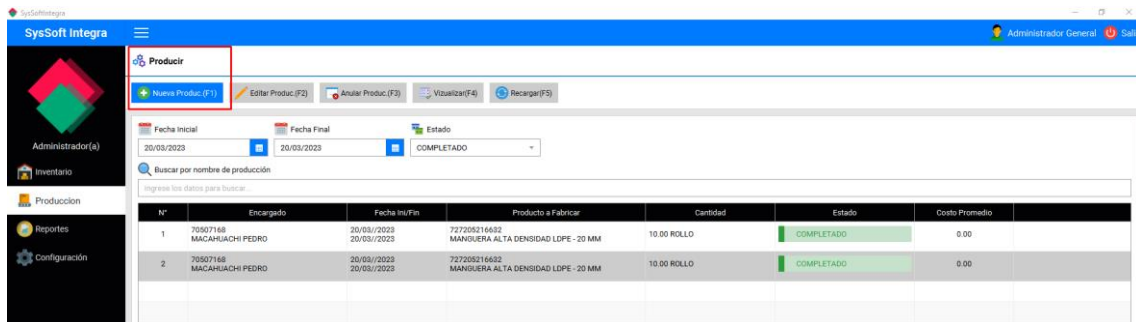 SysSoftIntegra
SysSoft Integra
Administrador General
Sali
Producir
Nueva Produc.(F1)
Editar Produc.(F2)
Anular Produc.(F3)
Vizualizar(F4)
Recargar(F5)
Administrador(a)
Inventario
Produccion
Reportes
Configuración
Fecha Inicial
Fecha Final
Estado
20/03/2023
20/03/2023
COMPLETADO
Buscar por nombre de producción
Ingrese los datos para buscar...
N° Encargado Fecha Ini/Fin Producto a Fabricar Cantidad Estado Costo Promedio
1 70507168 20/03//2023 727205216632 10.00 ROLLO COMPLETADO 0.00
MACAHUACHI PEDRO 20/03//2023 MANGUERA ALTA DENSIDAD LDPE - 20 MM
2 70507168 20/03//2023 727205216632 10.00 ROLLO COMPLETADO 0.00
MACAHUACHI PEDRO 20/03//2023 MANGUERA ALTA DENSIDAD LDPE - 20 MM